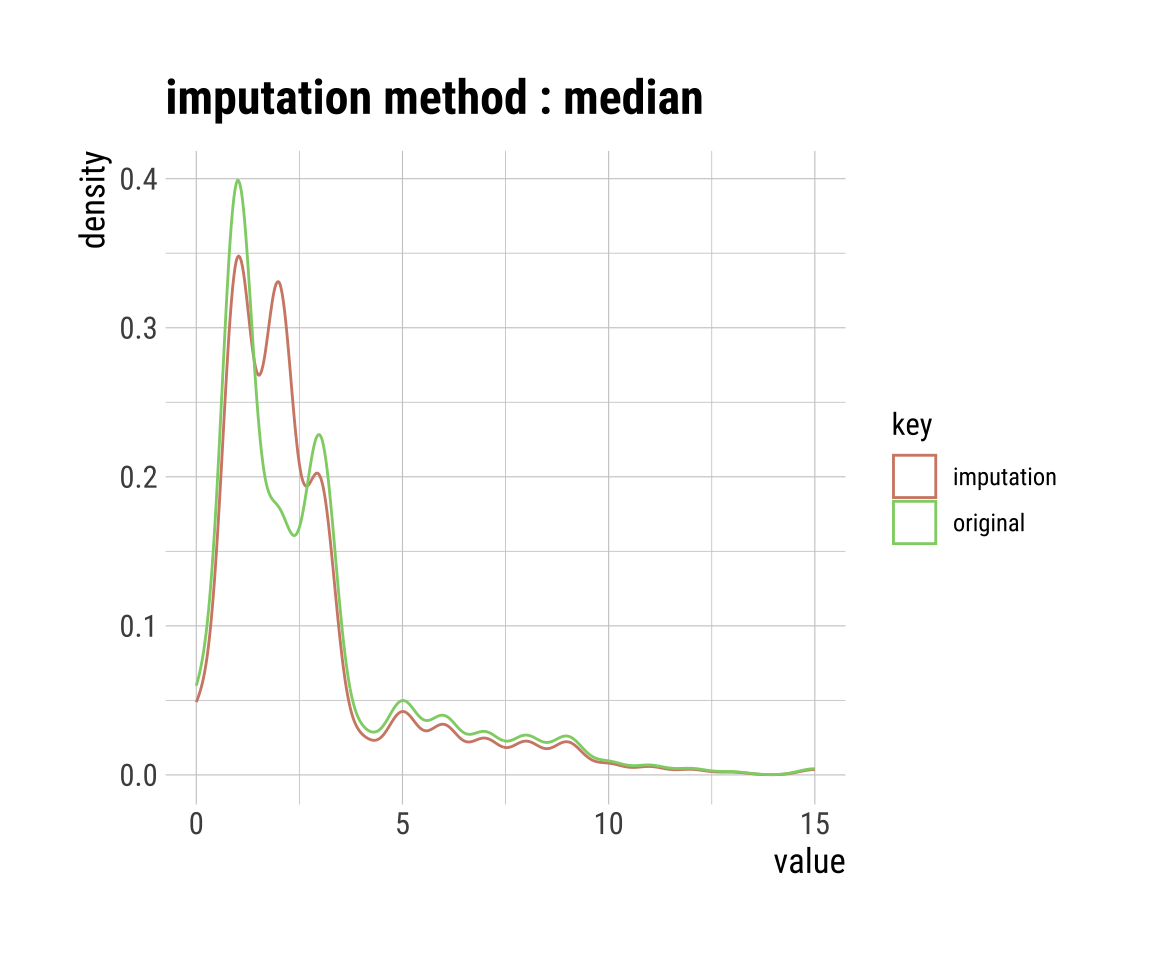 imputation method : median
density
0.4
0.3
0.2
0.1
0.0
0 5 10 15
value
key
imputation
original